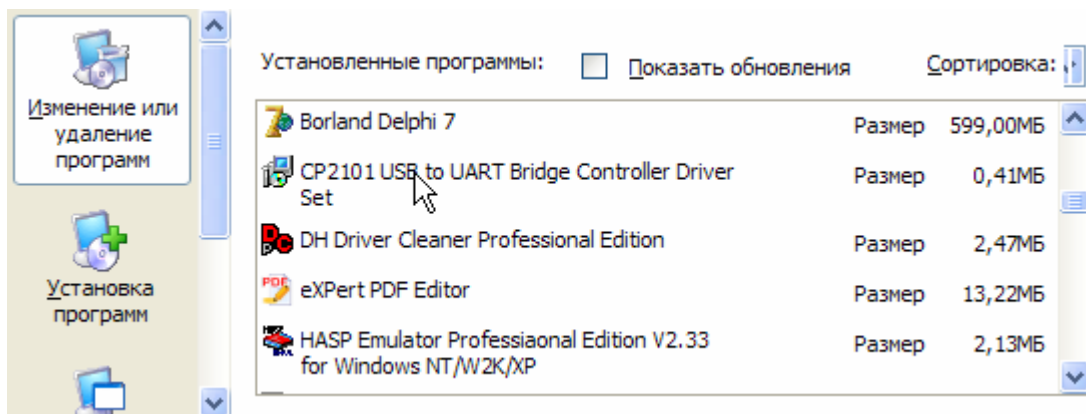 Изменение или
удаление
программ
Установка
программ
Установленные программы: Показать обновления Сортировка:
Borland Delphi 7 Размер 599,00МБ
CP2101 USB to UART Bridge Controller Driver Размер 0,41МБ
Set
DH Driver Cleaner Professional Edition Размер 2,47МБ
eXPert PDF Editor Размер 13,22МБ
HASP Emulator Professiaonal Edition V2.33 Размер 2,13МБ
for Windows NT/W2K/XP